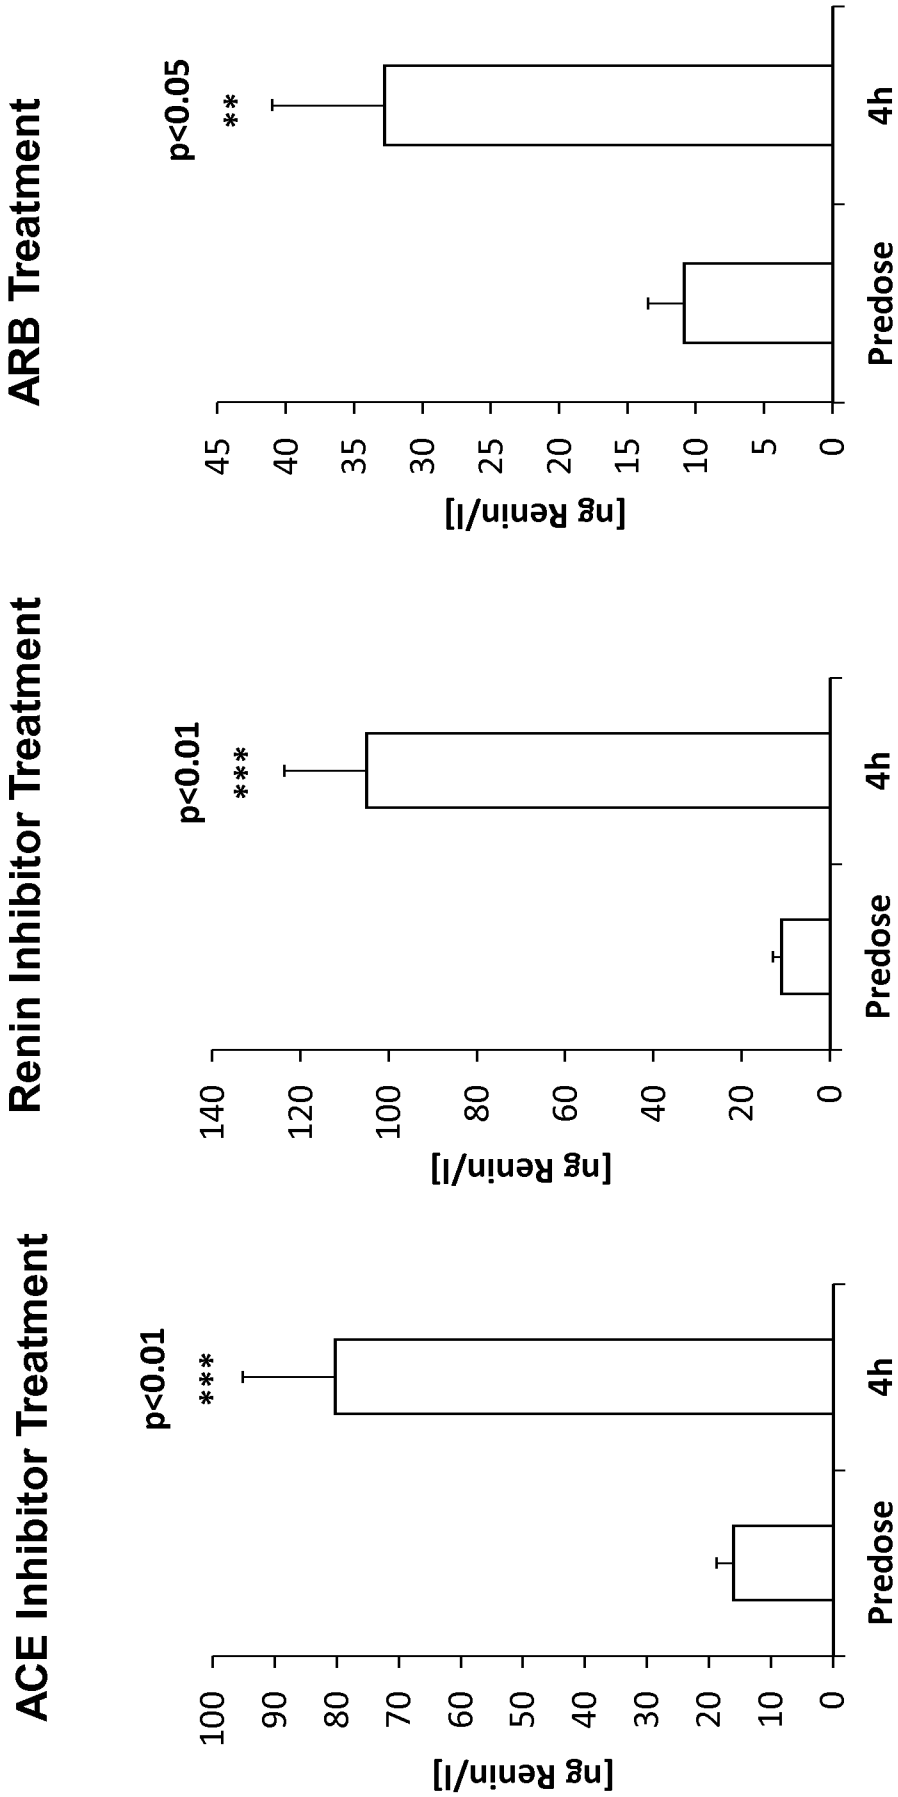 ACE Inhibitor Treatment
p<0.01
***
[ng Renin/l]
100
90
80
70
60
50
40
30
20
10
0
Predose
4h
Renin Inhibitor Treatment
p<0.01
***
[ng Renin/l]
140
120
100
80
60
40
20
0
Predose
4h
ARB Treatment
p<0.05
**
[ng Renin/l]
45
40
35
30
25
20
15
10
5
0
Predose
4h